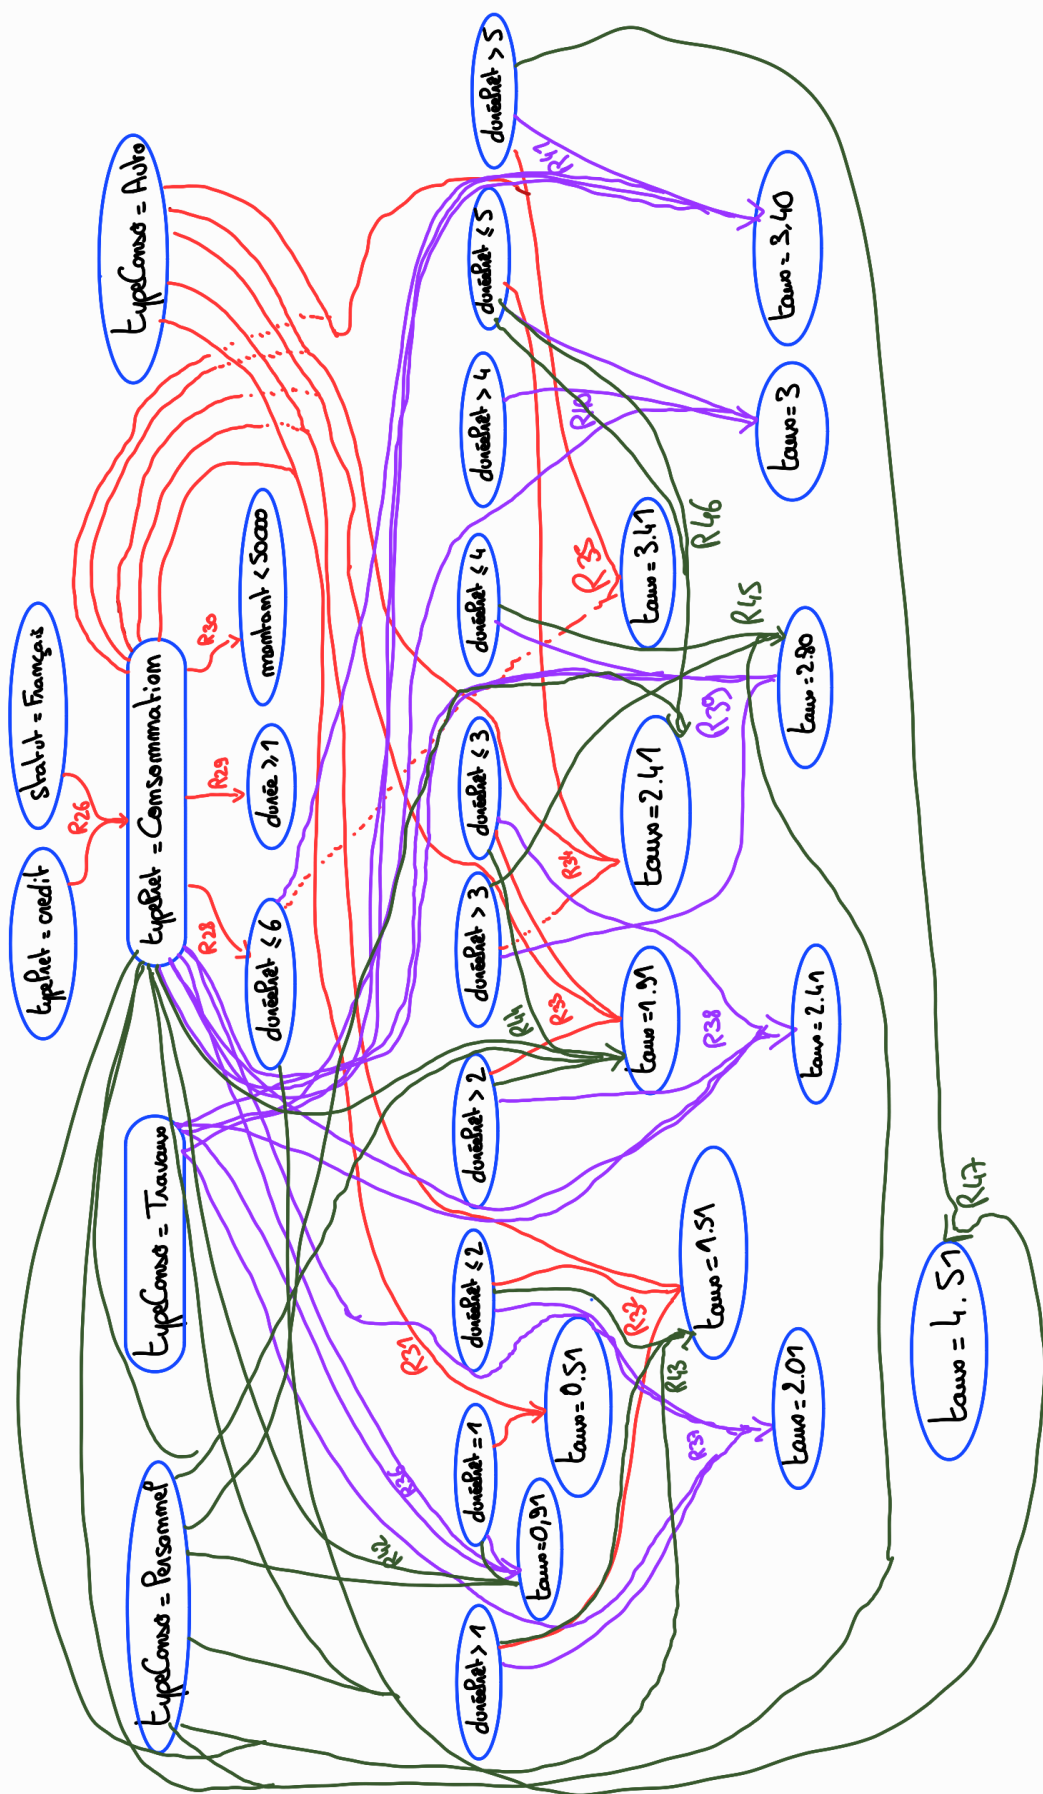 typePret = credit
statut = Français
R26
typeConso = Personnel
typeConso = Travaux
typePret = Consommation
typeConso = Auto
R28
R29
R30
duréePret ≤ 6
durée ≥ 1
montant < 50000
duréePret > 1
duréePret = 1
duréePret ≤ 2
duréePret > 2
duréePret > 3
duréePret ≤ 3
duréePret ≤ 4
duréePret > 4
duréePret ≤ 5
duréePret > 5
R42
R36
R31
R44
R33
R34
R35
R40
R41
taux=0,91
taux=0.51
taux=1.91
taux=2.41
taux=3.41
R43
R32
R37
taux=1.51
R38
R39
R45
R46
taux=2.01
taux=2.41
taux=2.80
taux=3
taux=3,40
R47
taux = 4.51